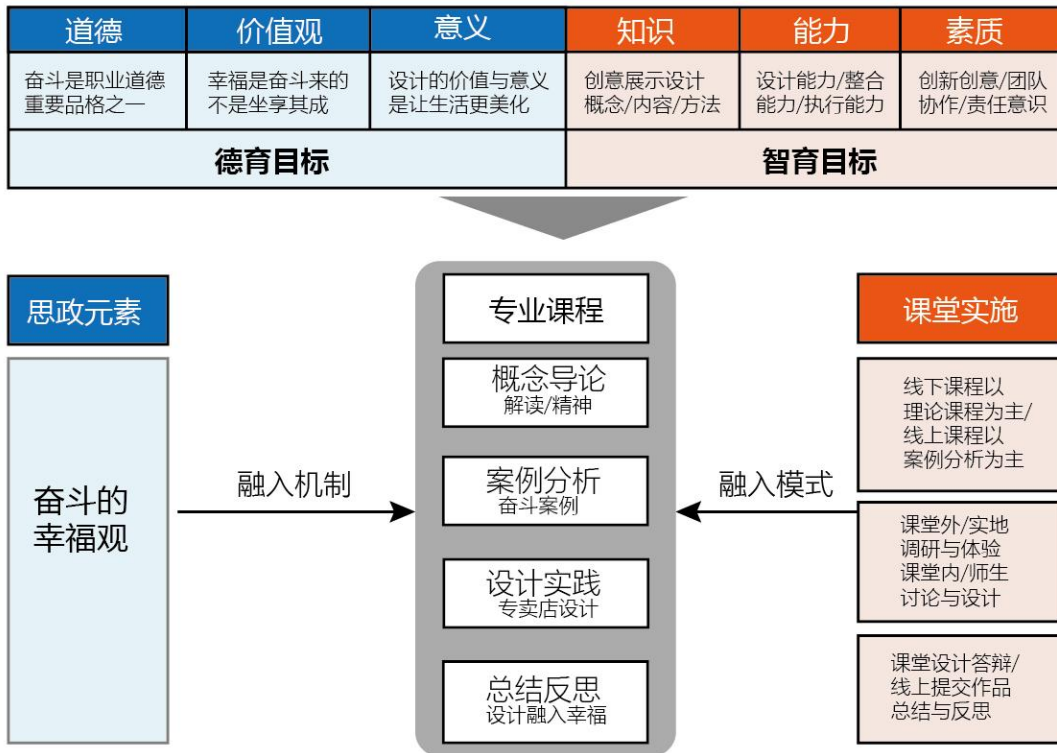 道德 价值观 意义 知识 能力 素质
奋斗是职业道德
重要品格之一
幸福是奋斗来的
不是坐享其成
设计的价值与意义
是让生活更美化
创意展示设计
概念/内容/方法
设计能力/整合
能力/执行能力
创新创意/团队
协作/责任意识
德育目标 智育目标
思政元素
奋斗的
幸福观
融入机制
专业课程
概念导论
解读/精神
案例分析
奋斗案例
设计实践
专卖店设计
总结反思
设计融入幸福
融入模式
课堂实施
线下课程以
理论课程为主/
线上课程以
案例分析为主
课堂外/实地
调研与体验
课堂内/师生
讨论与设计
课堂设计答辩/
线上提交作品
总结与反思